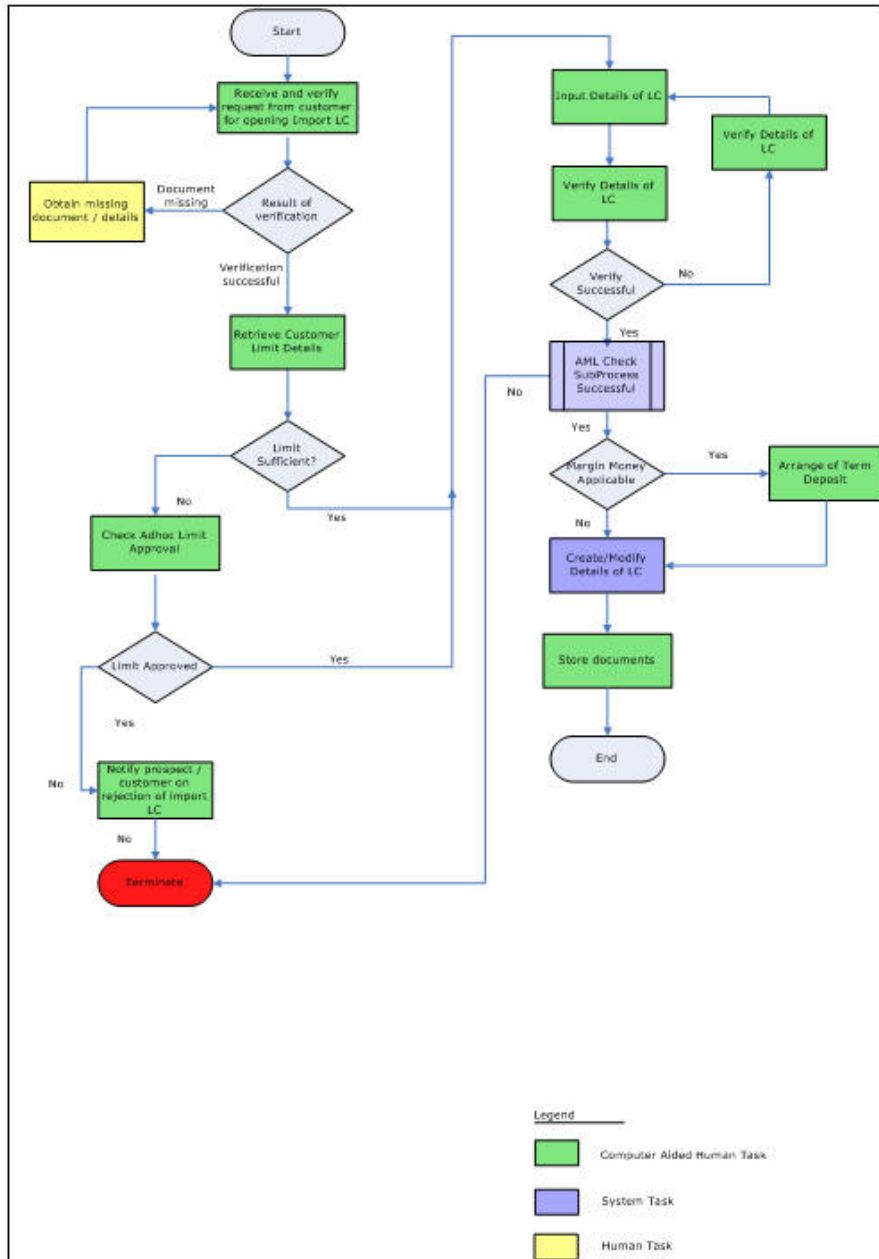 Start
Receive and verify
request from customer
for opening Import LC
Document
missing
Obtain missing
document / details
Result of
verification
Verification
successful
Retrieve Customer
Limit Details
Limit
Sufficient?
No
Yes
Check Adhoc Limit
Approval
Limit Approved
Yes
Yes
No
Notify prospect /
customer on
rejection of import
LC
No
Terminate
Input Details of LC
Verify Details of
LC
Verify Details of
LC
Verify
Successful
No
Yes
AML Check
SubProcess
Successful
No
Yes
Margin Money
Applicable
Yes
Arrange of Term
Deposit
No
Create/Modify
Details of LC
Store documents
End
Legend
Computer Aided Human Task
System Task
Human Task